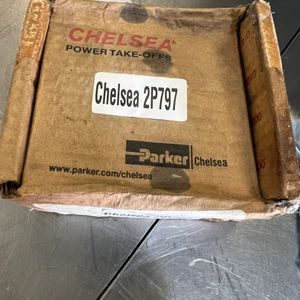 CHELSEA®
POWER TAKE-OFFS
Chelsea 2P797
Parker
Chelsea
www.parker.com/chelsea